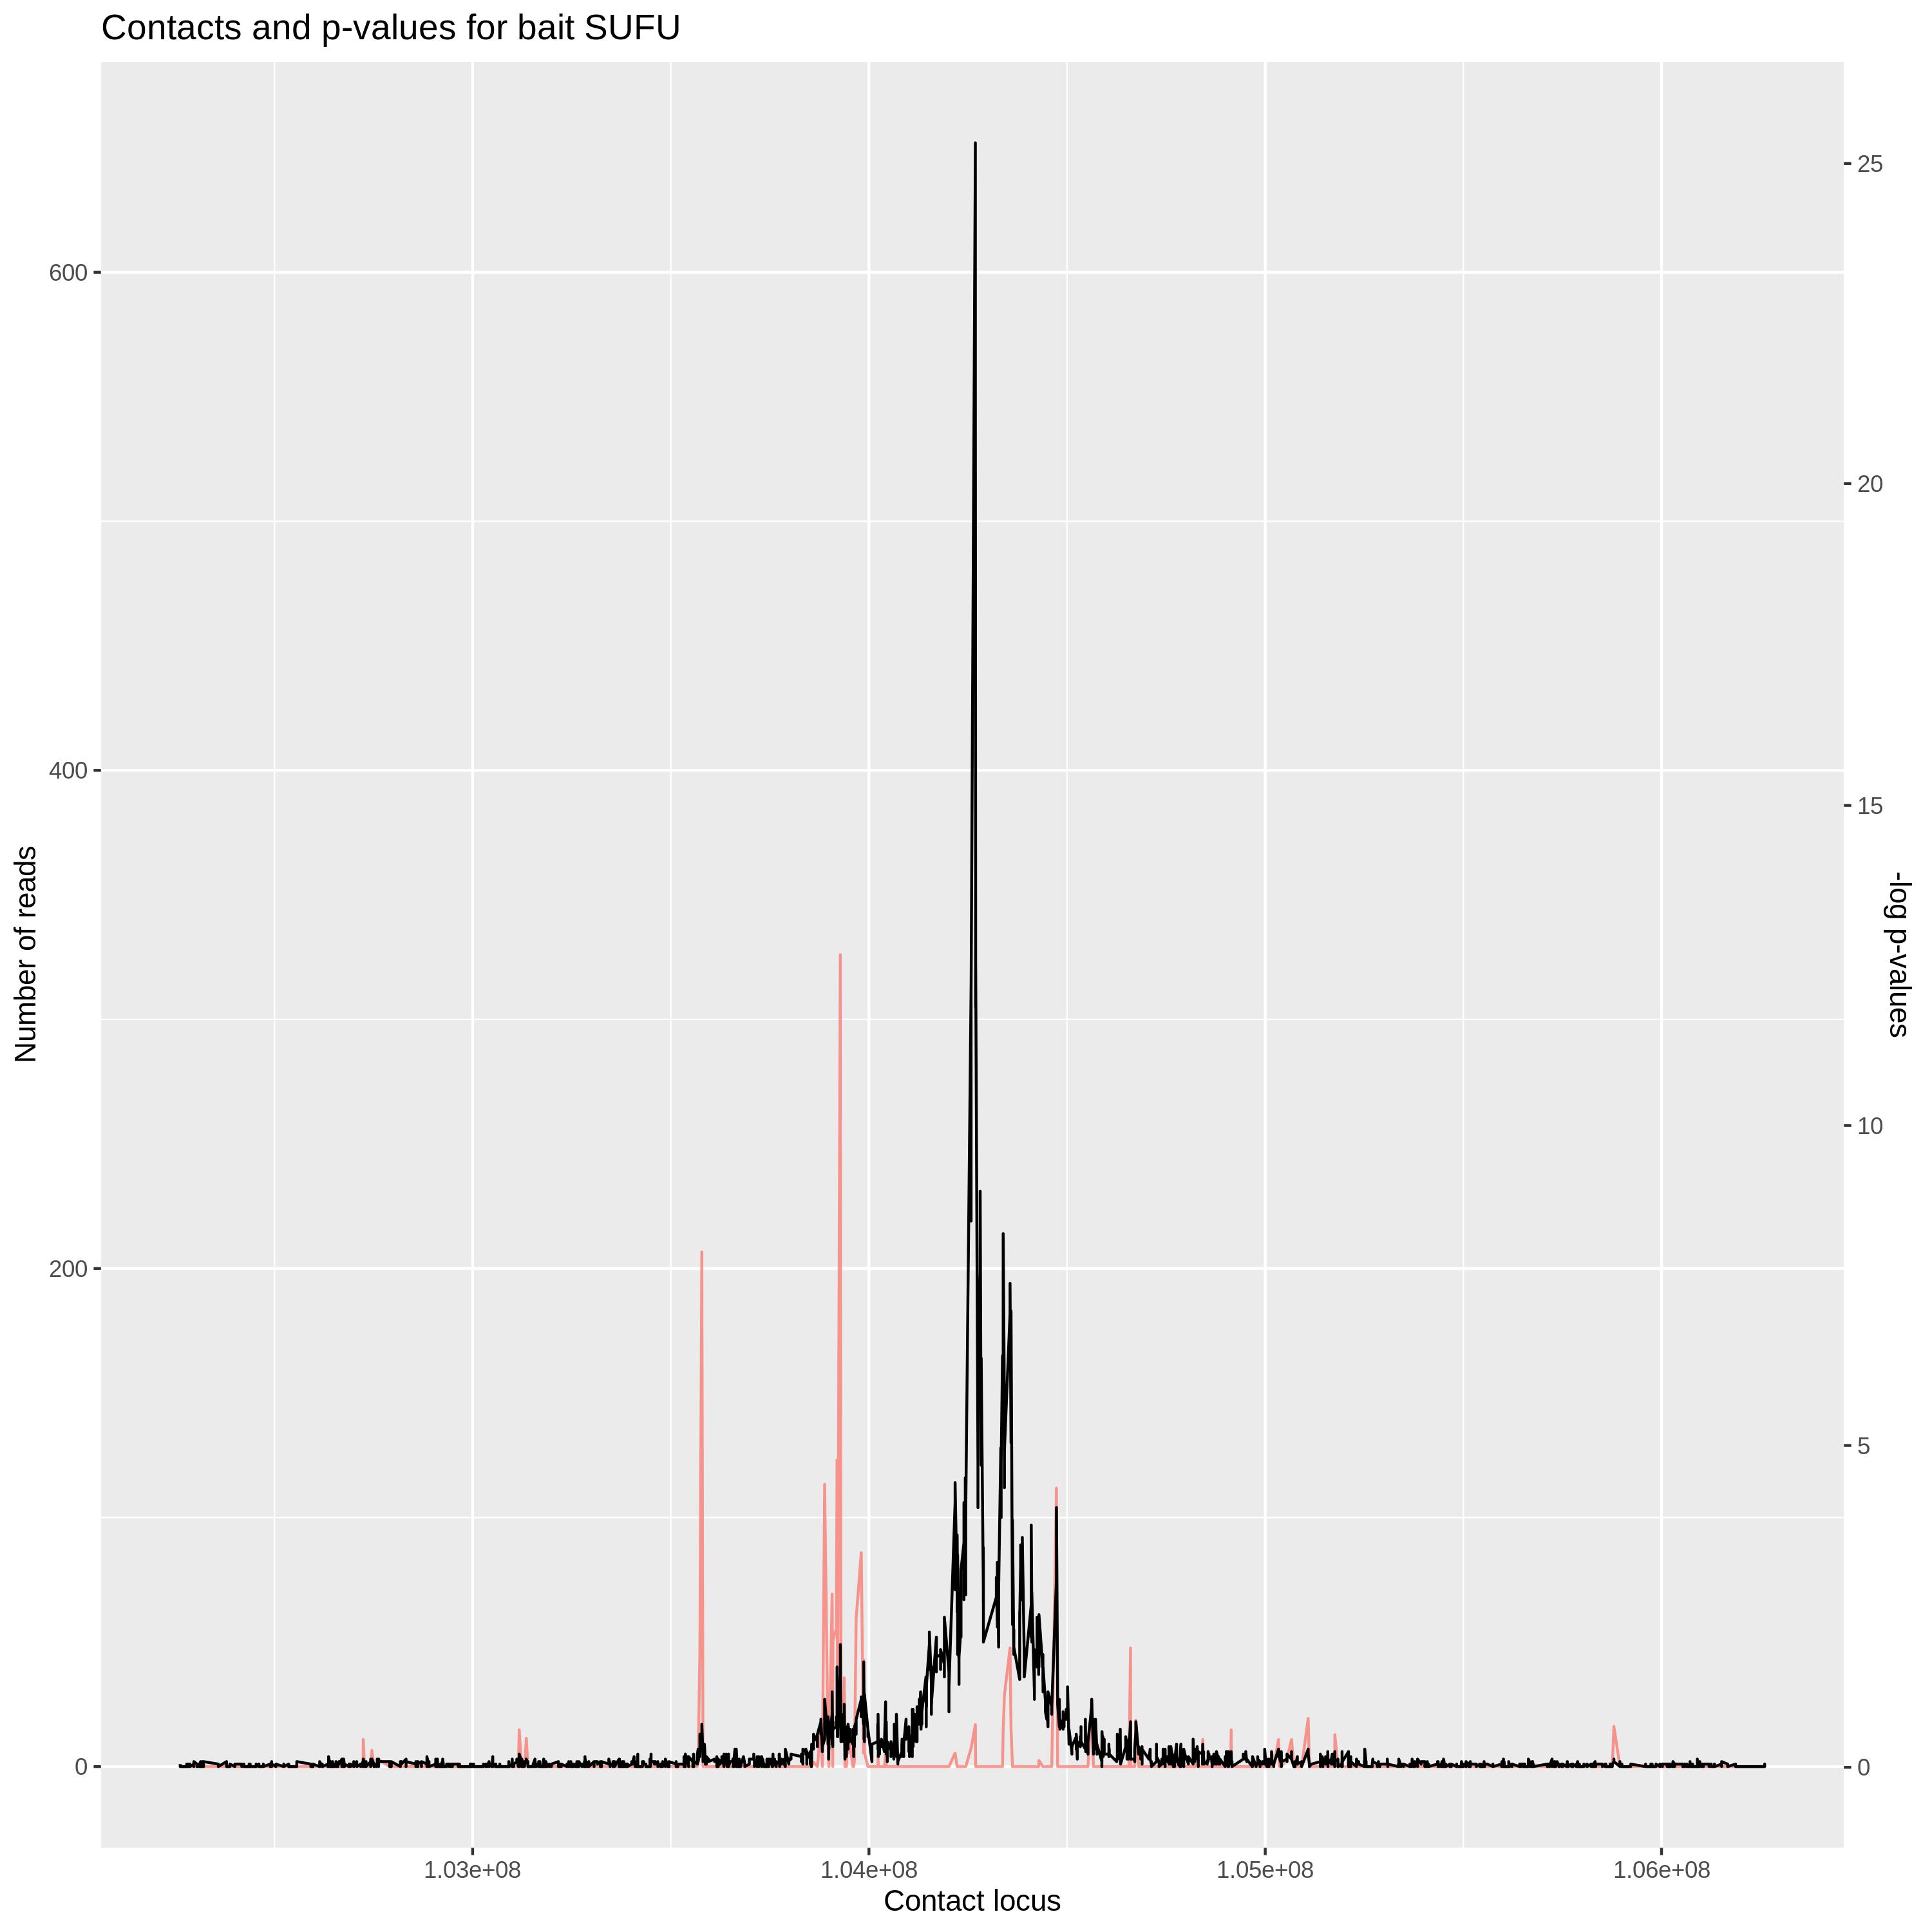 Contacts and p-values for bait SUFU
600
400
200
0
25
20
15
10
5
0
Number of reads
-log p-values
1.03e+08
1.04e+08
1.05e+08
1.06e+08
Contact locus